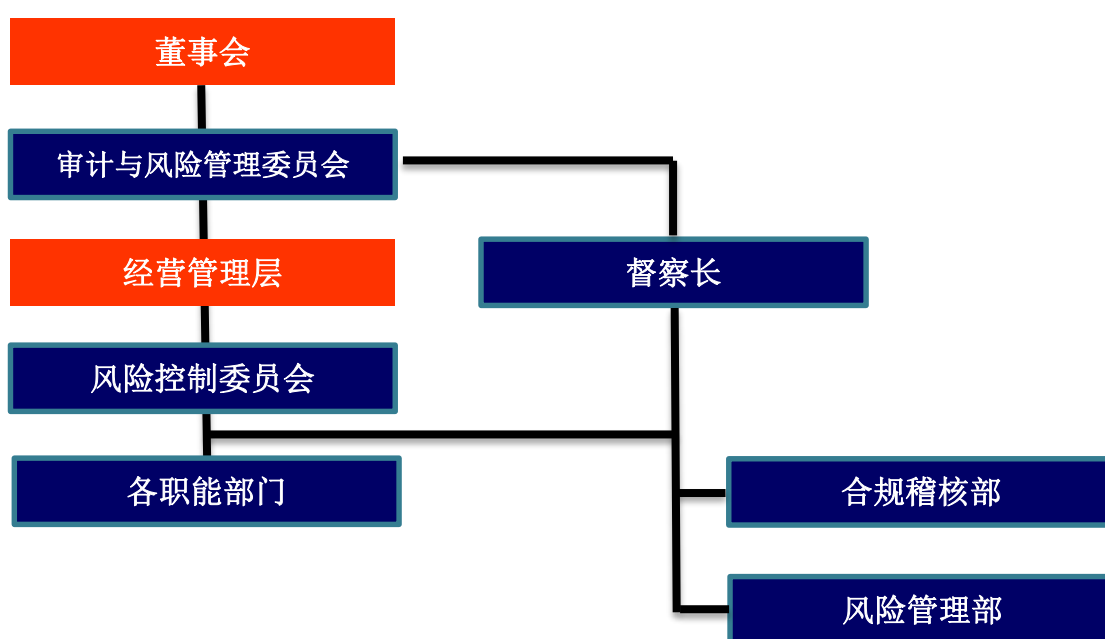 董事会
审计与风险管理委员会
经营管理层
督察长
风险控制委员会
各职能部门
合规稽核部
风险管理部